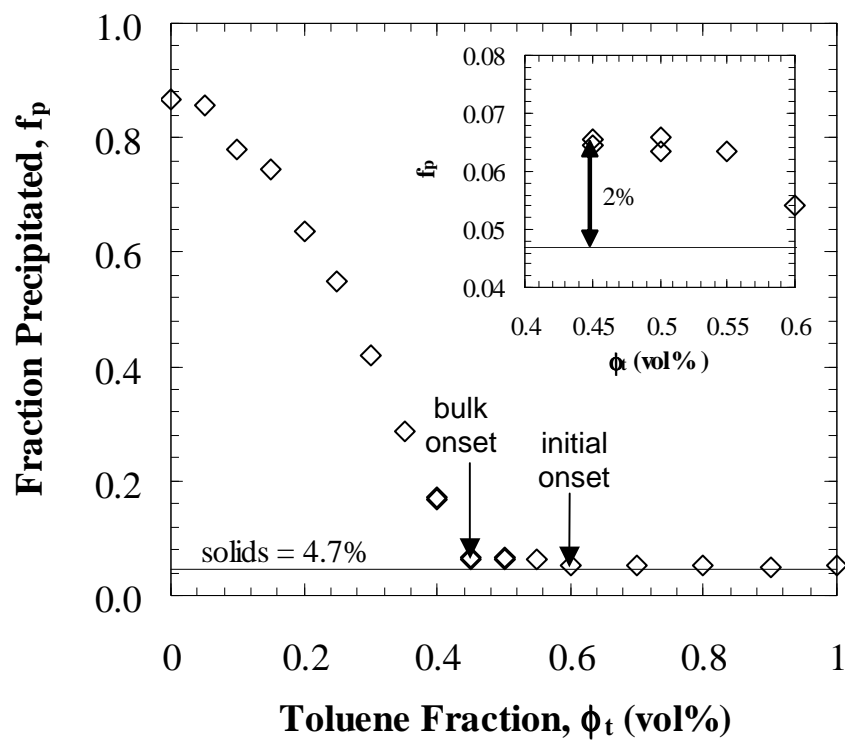 Fraction Precipitated, fₚ
1.0
0.8
0.6
0.4
0.2
0.0
0
0.2
0.4
0.6
0.8
1
Toluene Fraction, ϕₜ (vol%)
solids = 4.7%
bulk
onset
initial
onset
fₚ
0.08
0.07
0.06
0.05
0.04
2%
0.4
0.45
0.5
0.55
0.6
ϕₜ (vol%)